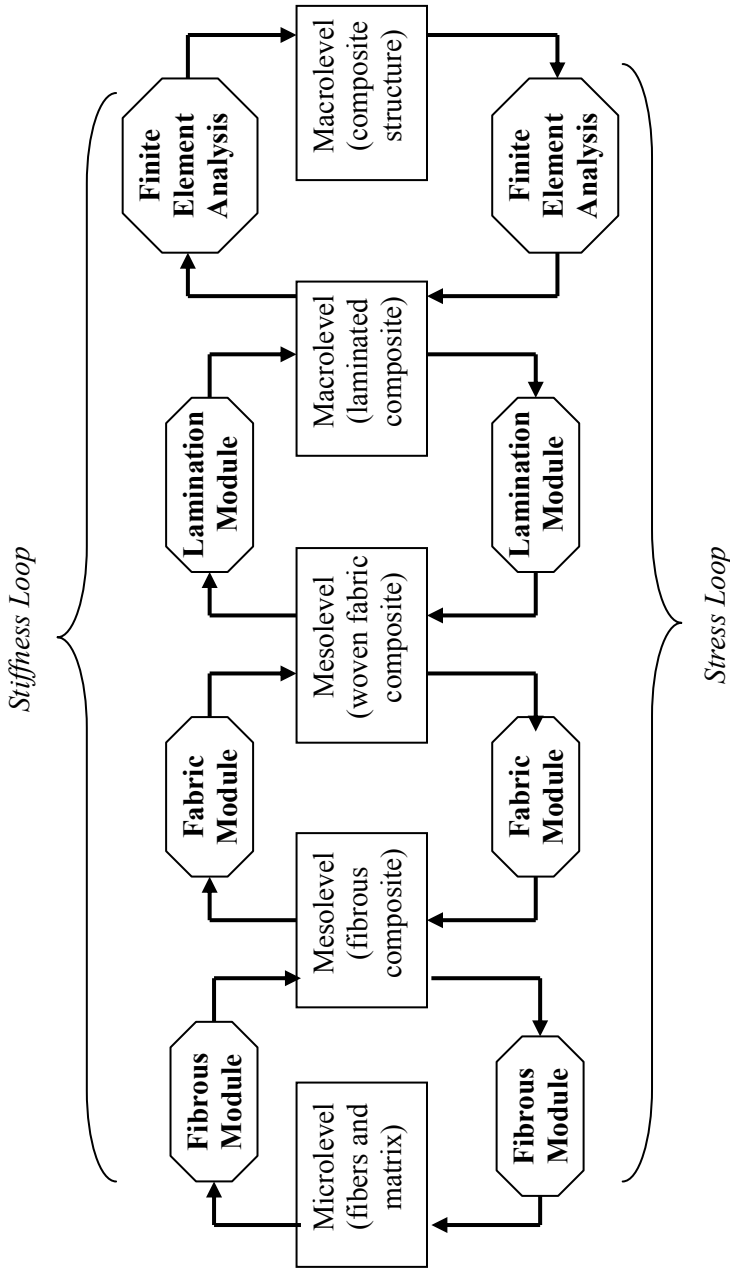 Stiffness Loop
Fibrous
Module
Fabric
Module
Lamination
Module
Finite
Element
Analysis
Microlevel
(fibers and
matrix)
Mesolevel
(fibrous
composite)
Mesolevel
(woven fabric
composite)
Macrolevel
(laminated
composite)
Macrolevel
(composite
structure)
Fibrous
Module
Fabric
Module
Lamination
Module
Finite
Element
Analysis
Stress Loop